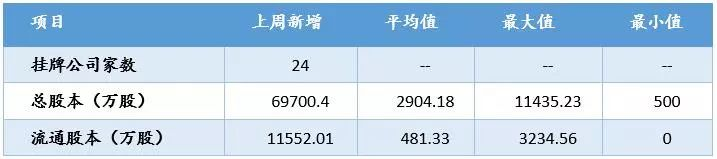 项目 上周新增 平均值 最大值 最小值
挂牌公司家数 24 -- -- --
总股本（万股） 69700.4 2904.18 11435.23 500
流通股本（万股） 11552.01 481.33 3234.56 0